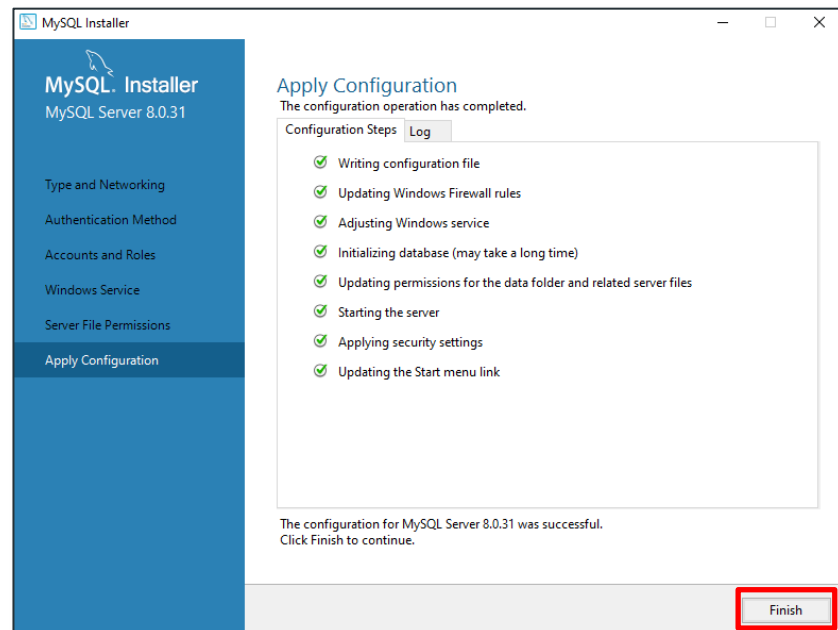 MySQL Installer
MySQL. Installer
MySQL Server 8.0.31
Type and Networking
Authentication Method
Accounts and Roles
Windows Service
Server File Permissions
Apply Configuration
Apply Configuration
The configuration operation has completed.
Configuration Steps Log
Writing configuration file
Updating Windows Firewall rules
Adjusting Windows service
Initializing database (may take a long time)
Updating permissions for the data folder and related server files
Starting the server
Applying security settings
Updating the Start menu link
The configuration for MySQL Server 8.0.31 was successful.
Click Finish to continue.
Finish